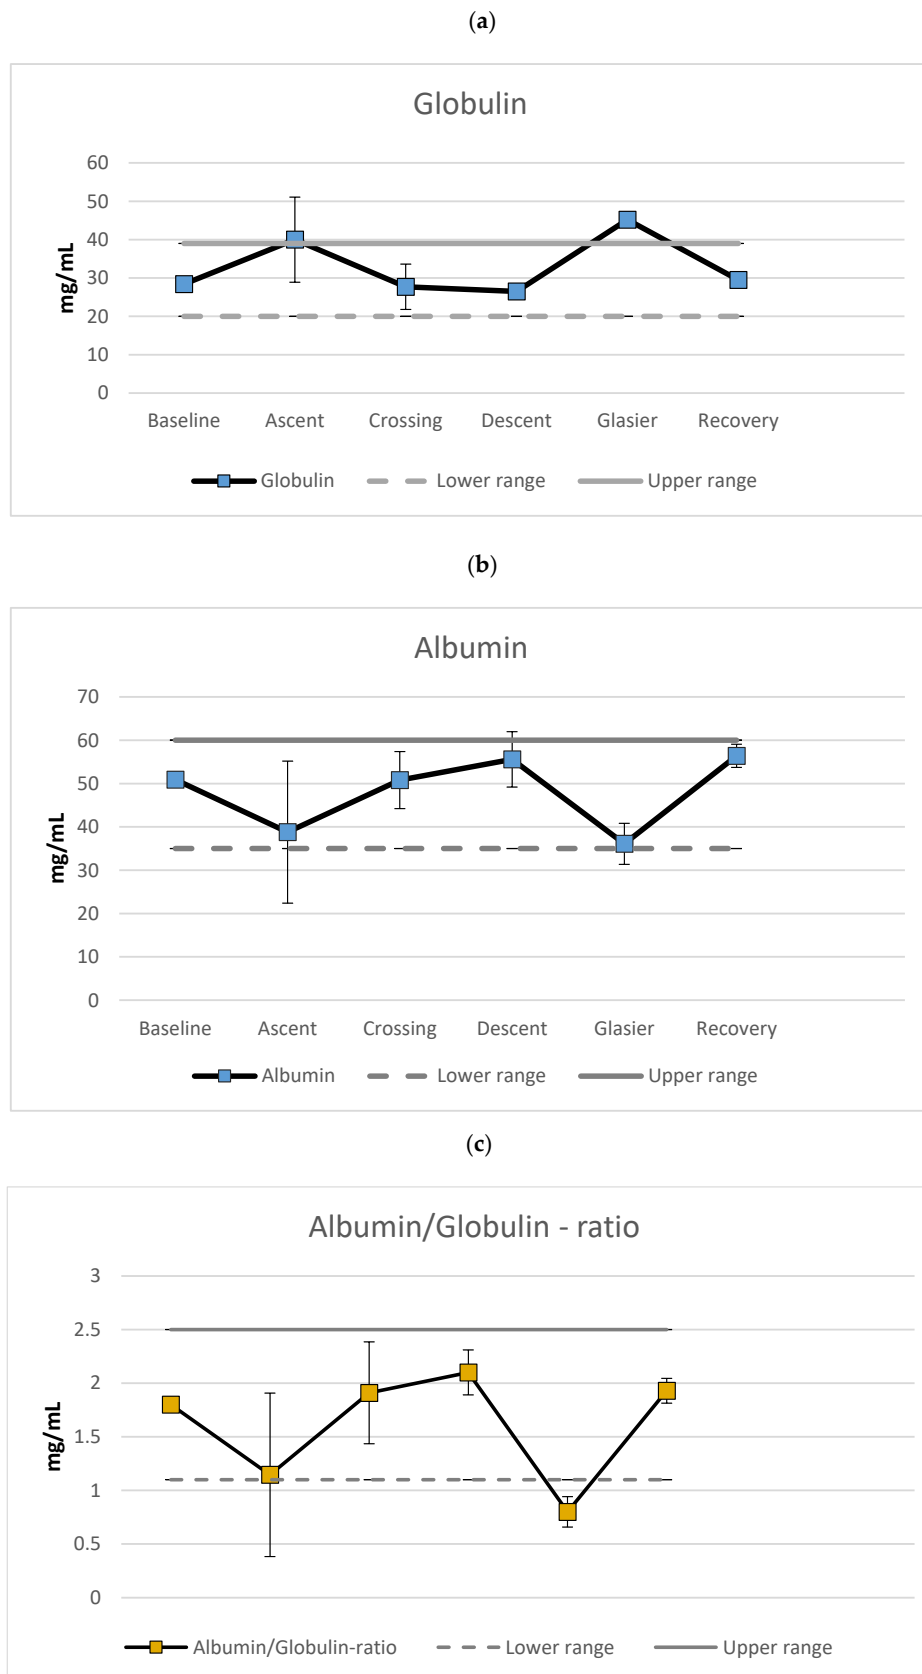 (a)
Globulin
60
50
40
30
20
10
0
mg/mL
Baseline Ascent Crossing Descent Glasier Recovery
Globulin Lower range Upper range
(b)
Albumin
70
60
50
40
30
20
10
0
mg/mL
Baseline Ascent Crossing Descent Glasier Recovery
Albumin Lower range Upper range
(c)
Albumin/Globulin - ratio
3
2.5
2
1.5
1
0.5
0
mg/mL
Albumin/Globulin-ratio Lower range Upper range